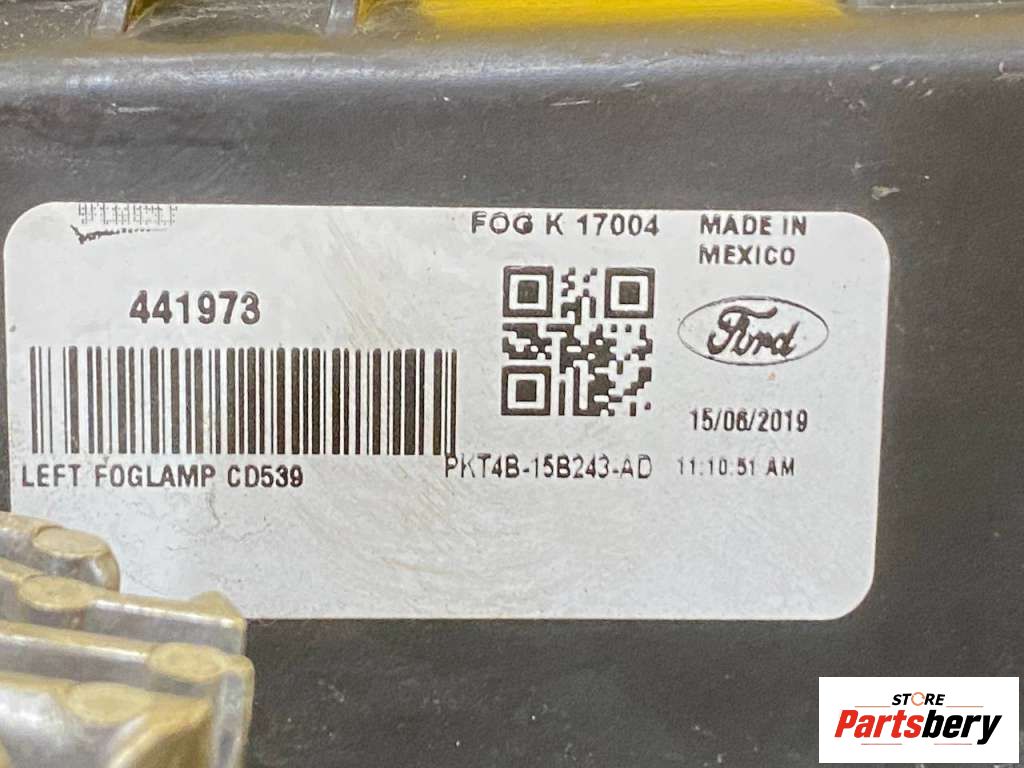 FOG K 17004
MADE IN
MEXICO
441973
Ford
15/06/2019
LEFT FOGLAMP CD539
PKT4B-15B243-AD
11:10:51 AM
STORE
Partsbery